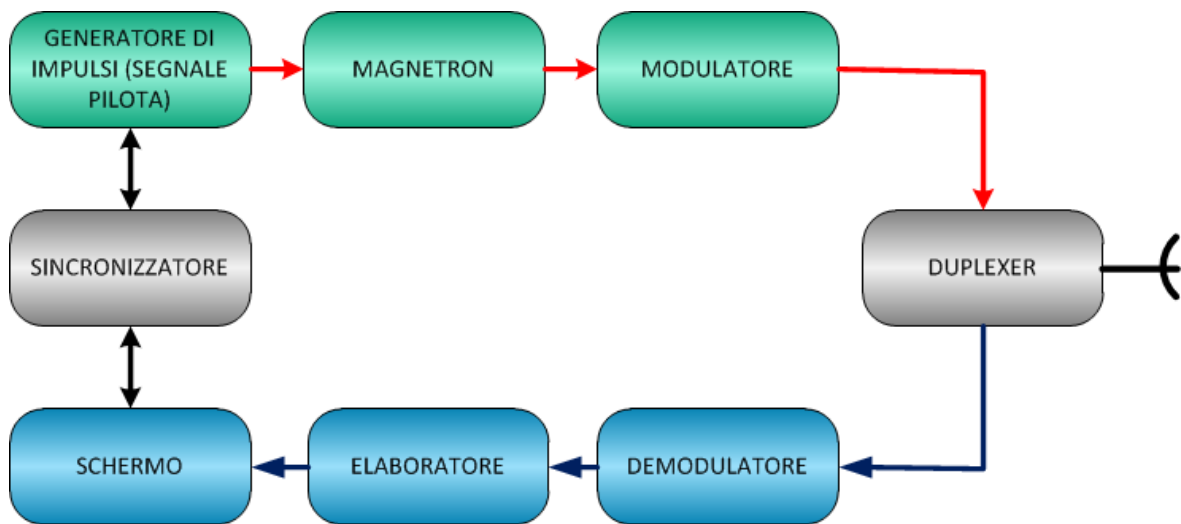 GENERATORE DI
IMPULSI (SEGNALE
PILOTA)
MAGNETRON
MODULATORE
SINCRONIZZATORE
DUPLEXER
SCHERMO
ELABORATORE
DEMODULATORE